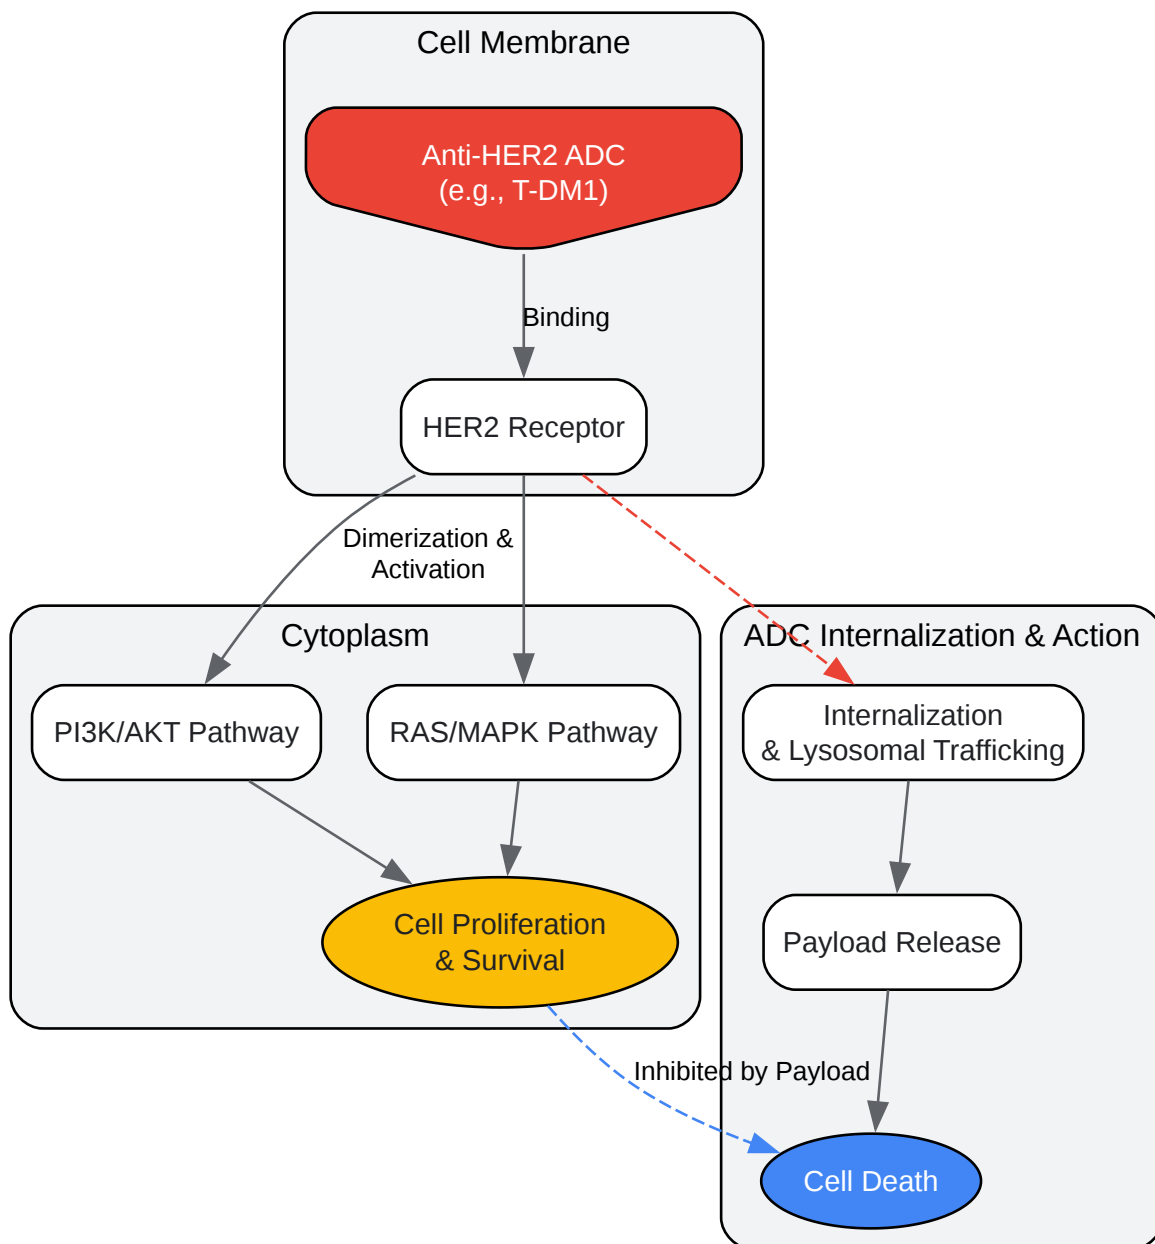 Cell Membrane
Anti-HER2 ADC
(e.g., T-DM1)
Binding
HER2 Receptor
Dimerization &
Activation
Cytoplasm
ADC Internalization & Action
PI3K/AKT Pathway
RAS/MAPK Pathway
Internalization
& Lysosomal Trafficking
Cell Proliferation
& Survival
Payload Release
Inhibited by Payload
Cell Death